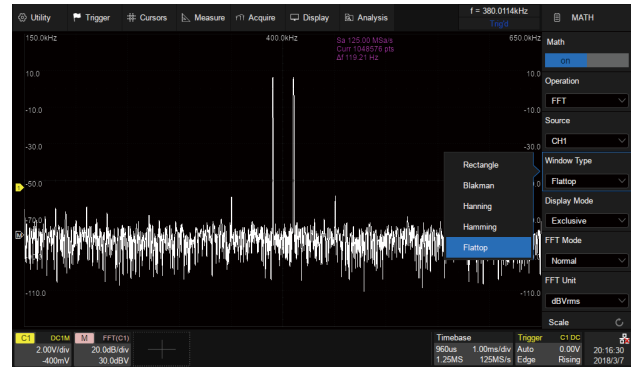 Utility Trigger Cursors Measure Acquire Display Analysis f = 380.0114kHz Trig'd MATH
150.0kHz 400.0kHz 650.0kHz
Sa 125.00 MSa/s
Curr 1048576 pts
Δf 119.21 Hz
10.0 10.0
-10.0 -10.0
-30.0 -30.0
-50.0
-110.0 -110.0
Math
on
Operation
FFT
Source
CH1
Window Type
Flattop
Display Mode
Exclusive
FFT Mode
Normal
FFT Unit
dBVrms
Scale
Rectangle
Blakman
Hanning
Hamming
Flattop
C1 DC1M M FFT(C1) Timebase Trigger C1 DC
2.00V/div 20.0dB/div 960us 1.00ms/div Auto 0.00V 20:16:30
-400mV 30.0dBV 1.25MS 125MS/s Edge Rising 2018/3/7